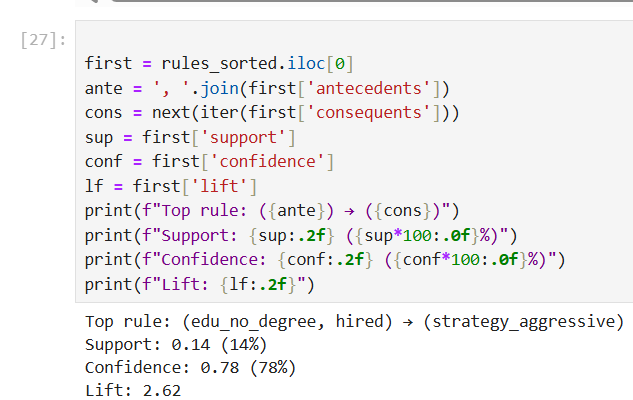 [27]:
first = rules_sorted.iloc[0]
ante = ', '.join(first['antecedents'])
cons = next(iter(first['consequents']))
sup = first['support']
conf = first['confidence']
lf = first['lift']
print(f"Top rule: ({ante}) → ({cons})")
print(f"Support: {sup:.2f} ({sup*100:.0f}%)")
print(f"Confidence: {conf:.2f} ({conf*100:.0f}%)")
print(f"Lift: {lf:.2f}")
Top rule: (edu_no_degree, hired) → (strategy_aggressive)
Support: 0.14 (14%)
Confidence: 0.78 (78%)
Lift: 2.62